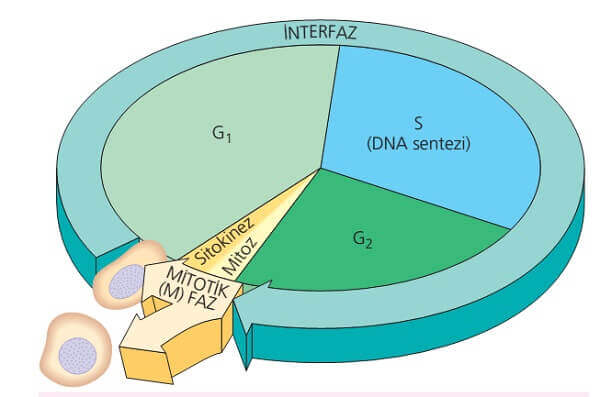 İNTERFAZ
G₁
S
(DNA sentezi)
G₂
Sitokinez
Mitoz
MİTOTİK
(M) FAZ